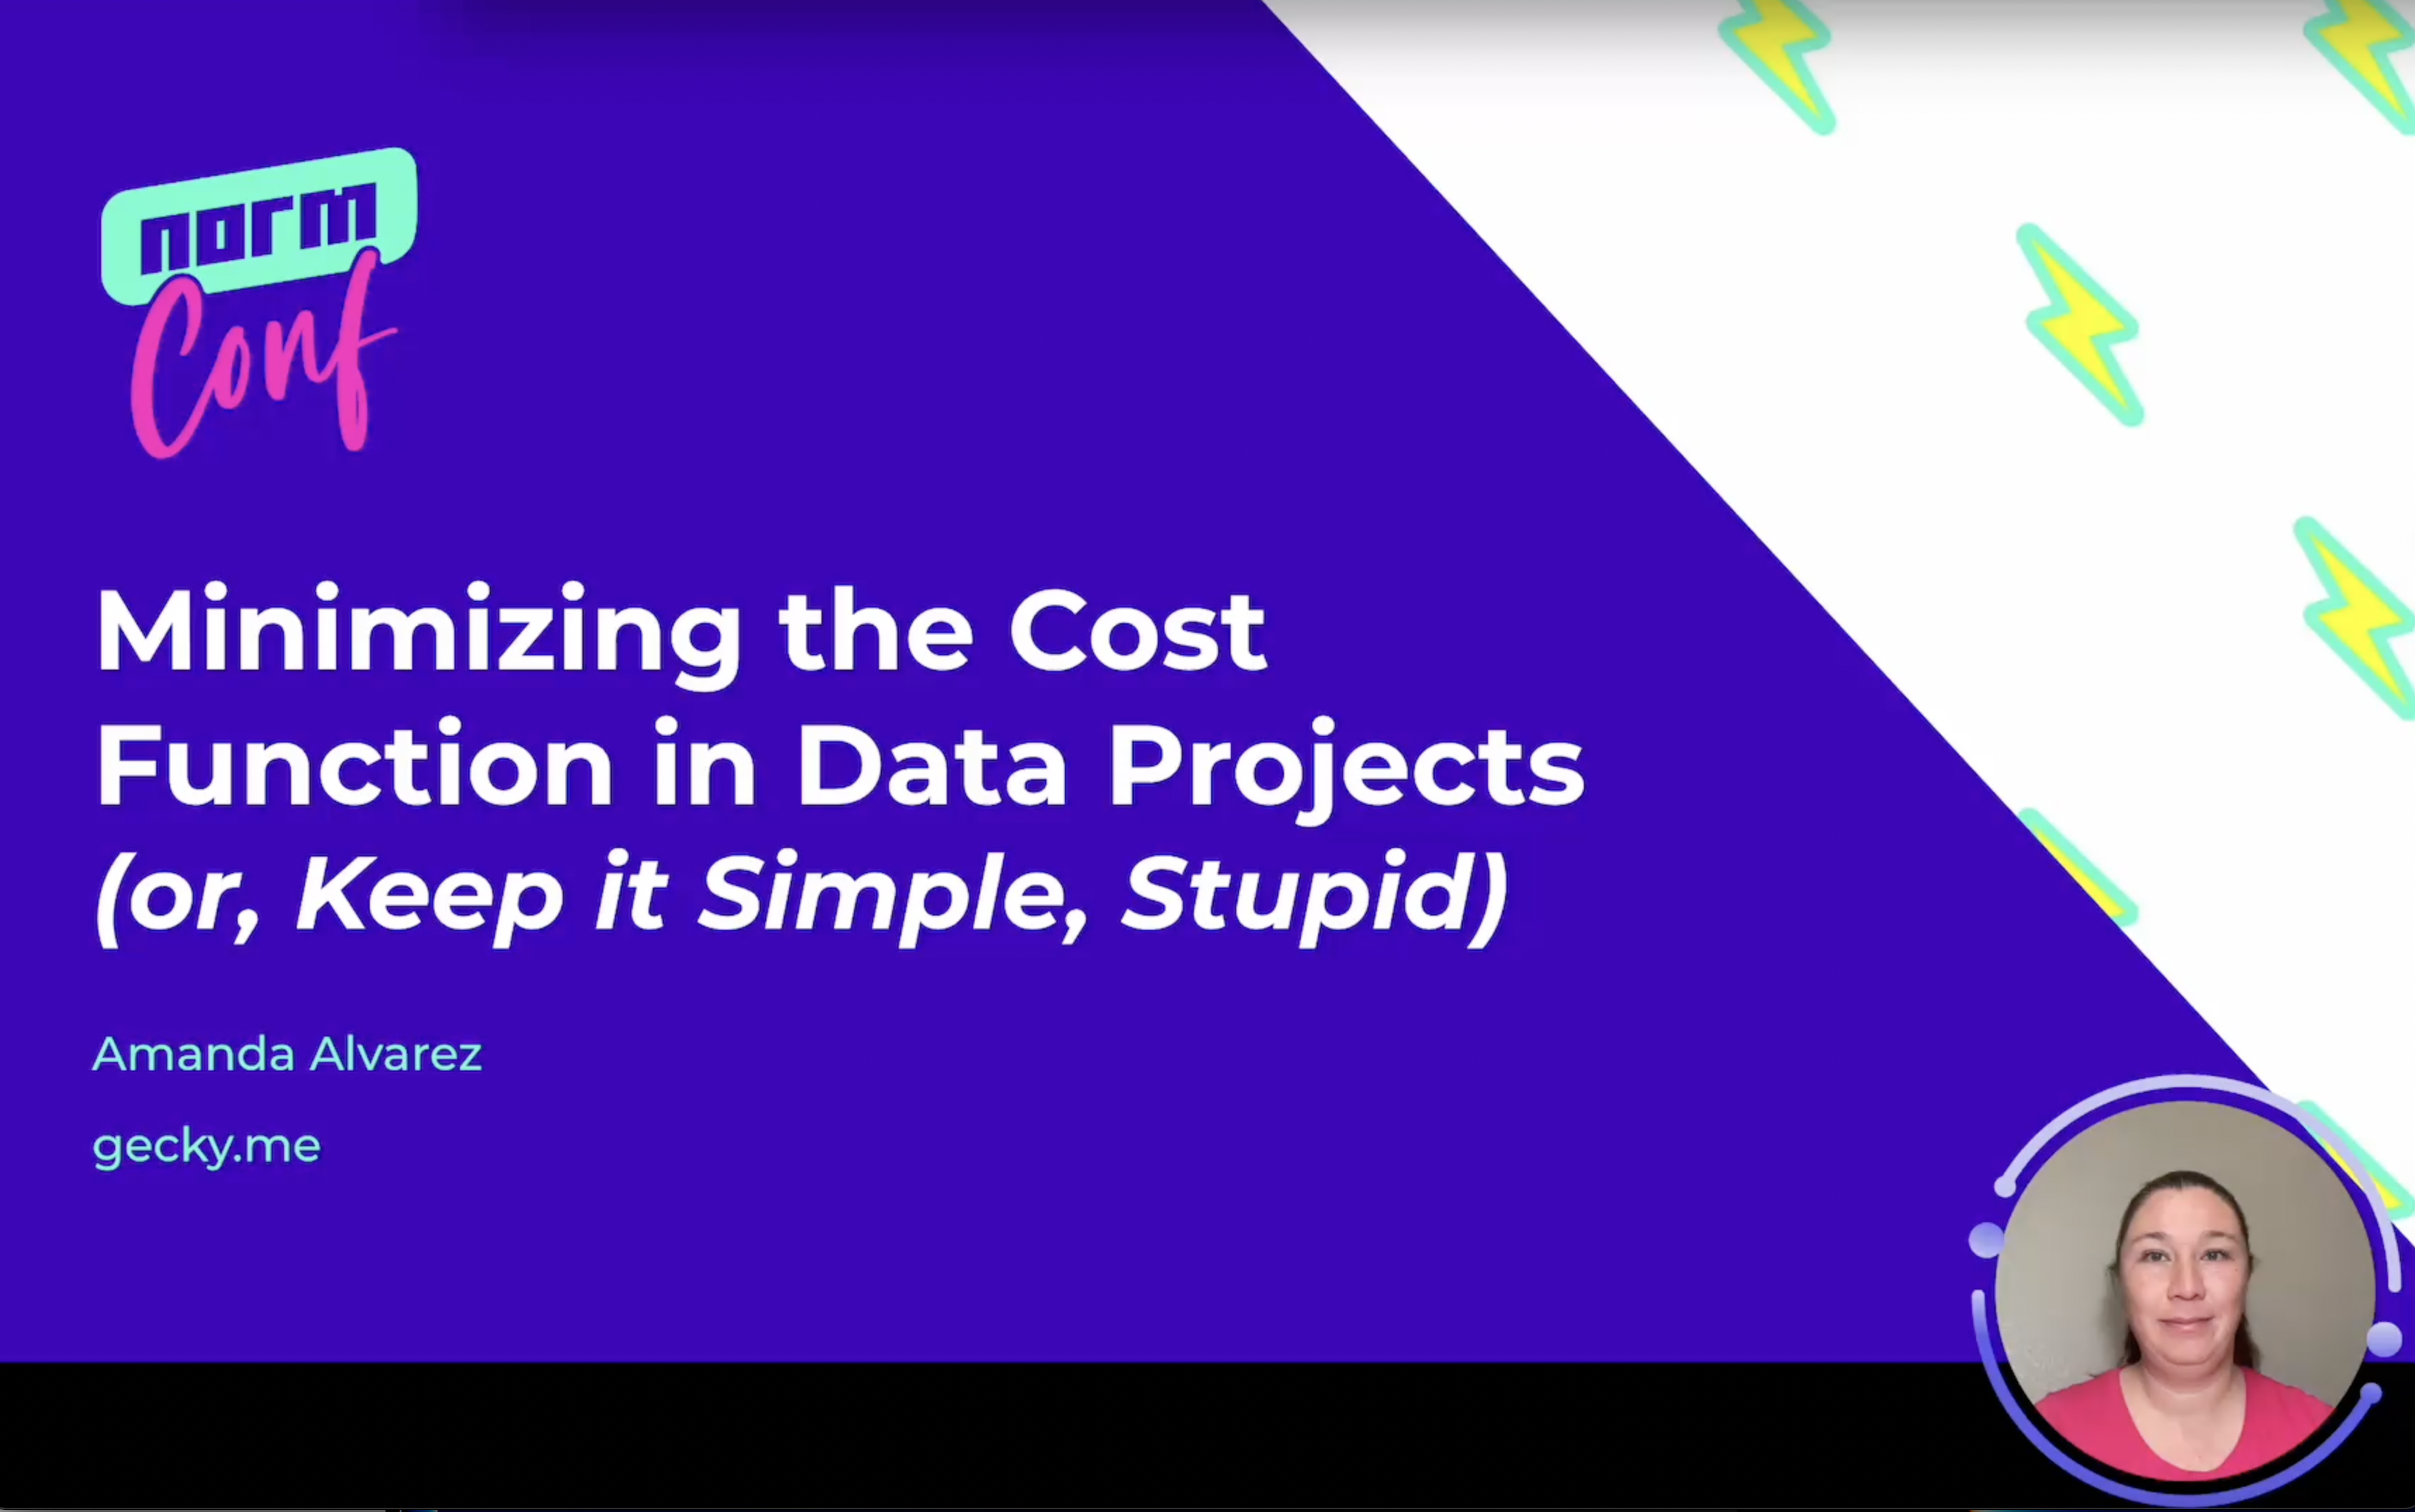 norm
Conf
Minimizing the Cost
Function in Data Projects
(or, Keep it Simple, Stupid)
Amanda Alvarez
gecky.me